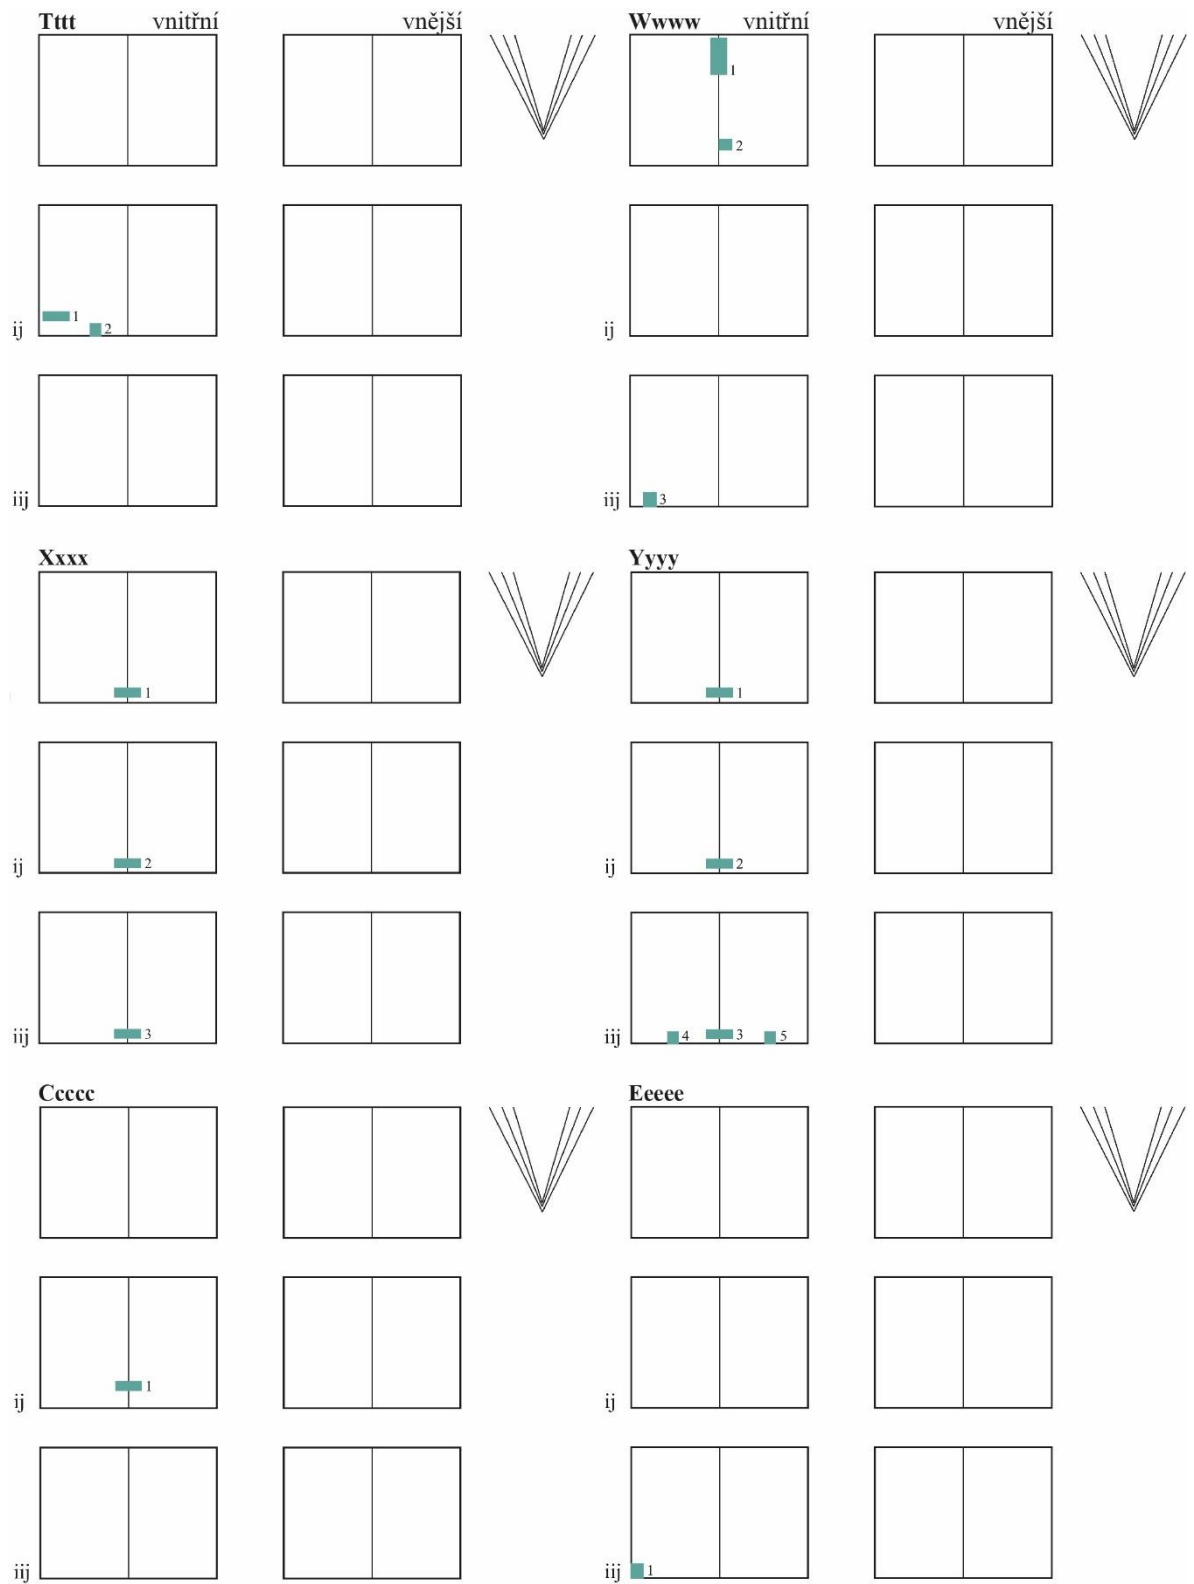 Tttt vnitřní vnější Wwww vnitřní vnější
1
2
1
2
ij ij
3
iij iij
Xxxx Yyyy
1 1
2 2
ij ij
3 4 3 5
iij iij
Ccccc Eeeee
1
ij ij
1
iij iij